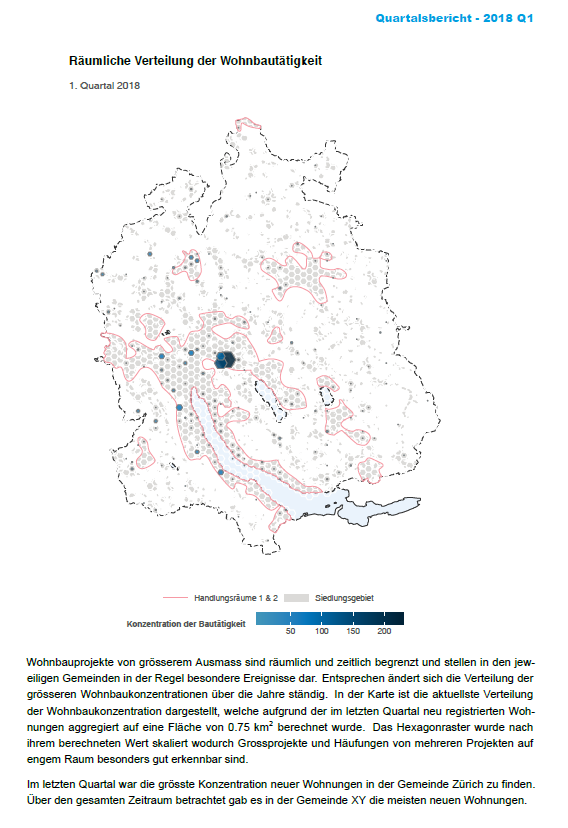 Quartalsbericht - 2018 Q1
Räumliche Verteilung der Wohnbautätigkeit
1. Quartal 2018
Handlungsräume 1 & 2 Siedlungsgebiet
Konzentration der Bautätigkeit
50 100 150 200
Wohnbauprojekte von grösserem Ausmass sind räumlich und zeitlich begrenzt und stellen in den jew-
eiligen Gemeinden in der Regel besondere Ereignisse dar. Entsprechen ändert sich die Verteilung der
grösseren Wohnbaukonzentrationen über die Jahre ständig. In der Karte ist die aktuellste Verteilung
der Wohnbaukonzentration dargestellt, welche aufgrund der im letzten Quartal neu registrierten Woh-
nungen aggregiert auf eine Fläche von 0.75 km² berechnet wurde. Das Hexagonraster wurde nach
ihrem berechneten Wert skaliert wodurch Grossprojekte und Häufungen von mehreren Projekten auf
engem Raum besonders gut erkennbar sind.
Im letzten Quartal war die grösste Konzentration neuer Wohnungen in der Gemeinde Zürich zu finden.
Über den gesamten Zeitraum betrachtet gab es in der Gemeinde XY die meisten neuen Wohnungen.